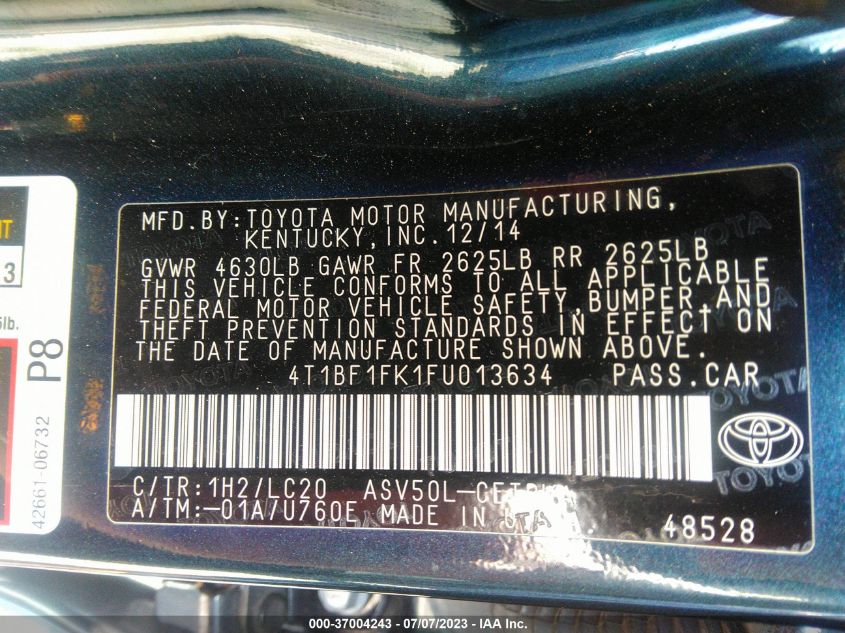 MFD.BY:TOYOTA MOTOR MANUFACTURING,
KENTUCKY,INC.12/14
GVWR 4630LB GAWR FR 2625LB RR 2625LB
THIS VEHICLE CONFORMS TO ALL APPLICABLE
FEDERAL MOTOR VEHICLE SAFETY,BUMPER,AND
THEFT PREVENTION STANDARDS IN EFFECT ON
THE DATE OF MANUFACTURE SHOWN ABOVE.
4T1BF1FK1FU013634 PASS.CAR
C/TR:1H2/LC20 ASV50L-
A/TM:-01A/U760E MADE IN
48528
TOYOTA
3
5lb.
P8
42661-06732
000-37004243 - 07/07/2023 - IAA Inc.